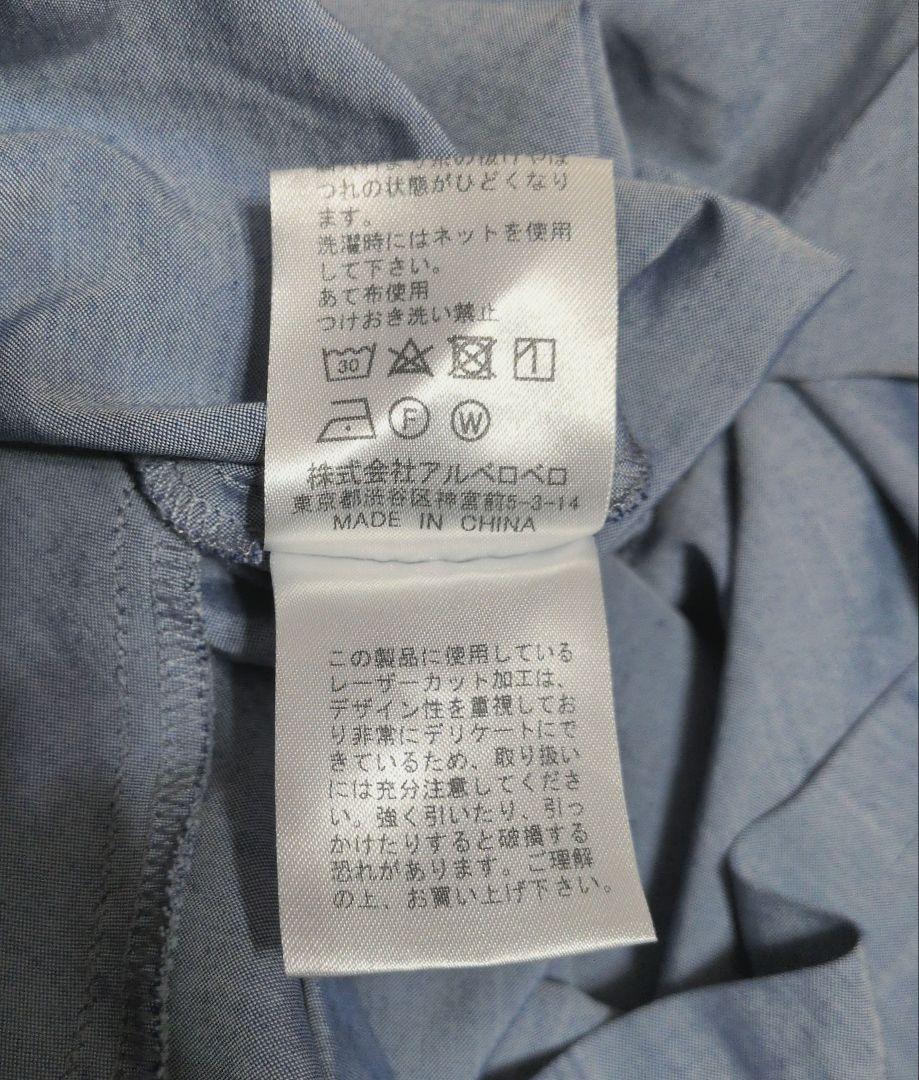 つれの状態がひどくなり
ます。
洗濯時にはネットを使用
して下さい。
あて布使用
つけおき洗い禁止
30
F W
株式会社アルベロベロ
東京都渋谷区神宮前5-3-14
MADE IN CHINA
この製品に使用している
レーザーカット加工は、
デザイン性を重視してお
り非常にデリケートにで
きているため、取り扱い
には充分注意してくださ
い。強く引いたり、引っ
かけたりすると破損する
恐れがあります。ご理解
の上、お買い上げ下さい。